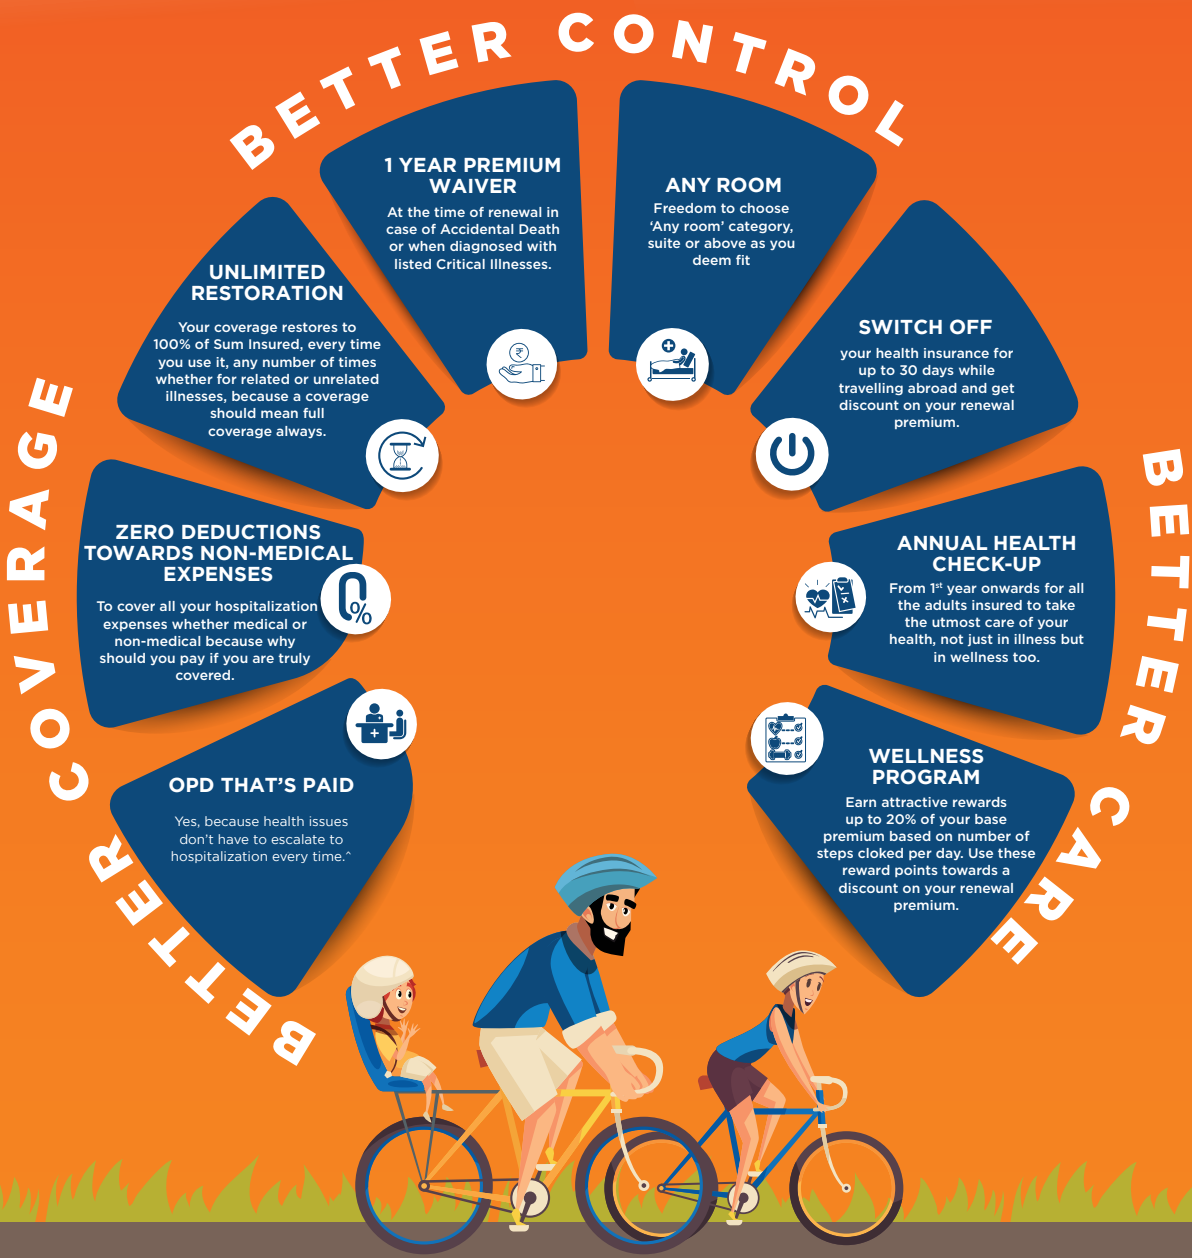 BETTER CONTROL
1 YEAR PREMIUM
WAIVER
At the time of renewal in
case of Accidental Death
or when diagnosed with
listed Critical Illnesses.
₹
ANY ROOM
Freedom to choose
‘Any room’ category,
suite or above as you
deem fit
UNLIMITED
RESTORATION
Your coverage restores to
100% of Sum Insured, every time
you use it, any number of times
whether for related or unrelated
illnesses, because a coverage
should mean full
coverage always.
SWITCH OFF
your health insurance for
up to 30 days while
travelling abroad and get
discount on your renewal
premium.
BETTER COVERAGE
ZERO DEDUCTIONS
TOWARDS NON-MEDICAL
EXPENSES
To cover all your hospitalization
expenses whether medical or
non-medical because why
should you pay if you are truly
covered.
0%
BETTER CARE
ANNUAL HEALTH
CHECK-UP
From 1st year onwards for all
the adults insured to take
the utmost care of your
health, not just in illness but
in wellness too.
OPD THAT’S PAID
Yes, because health issues
don’t have to escalate to
hospitalization every time.^
WELLNESS
PROGRAM
Earn attractive rewards
up to 20% of your base
premium based on number of
steps cloked per day. Use these
reward points towards a
discount on your renewal
premium.